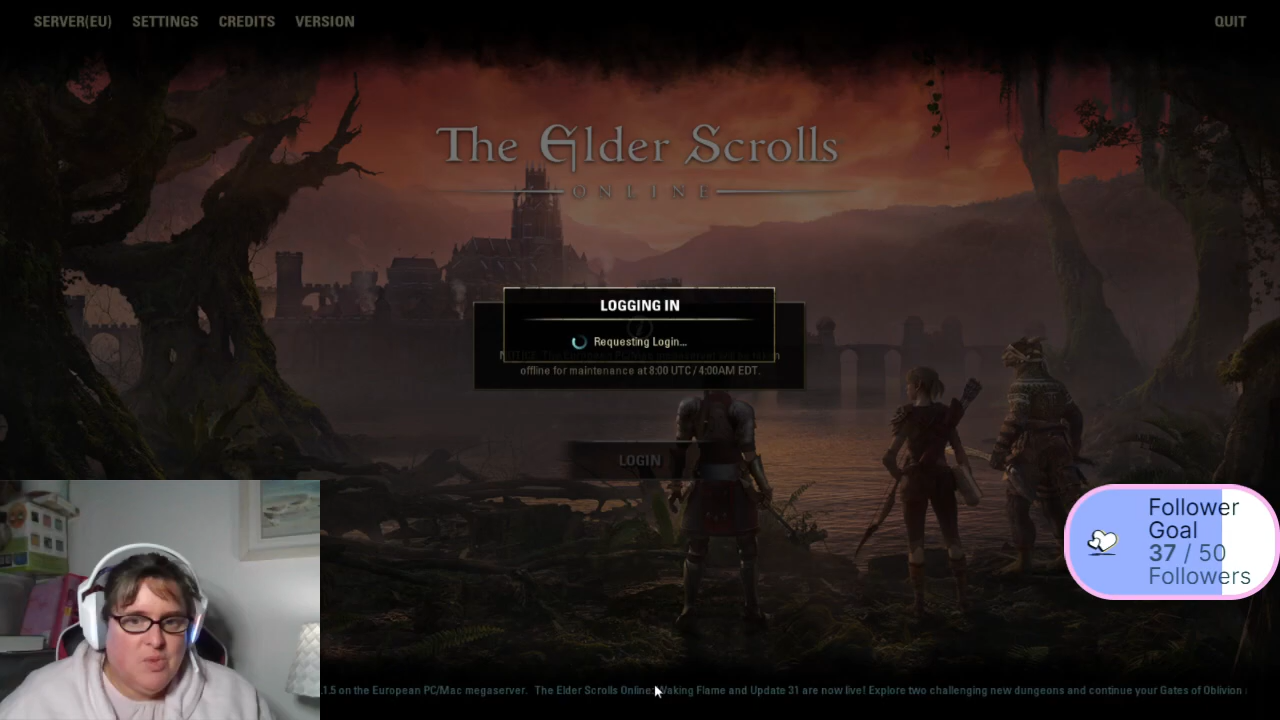 SERVER(EU) SETTINGS CREDITS VERSION QUIT
The Elder Scrolls
ONLINE
LOGGING IN
Requesting Login...
offline for maintenance at 8:00 UTC / 4:00AM EDT.
LOGIN
Follower
Goal
37 / 50
Followers
.1.5 on the European PC/Mac megaserver. The Elder Scrolls Online: Waking Flame and Update 31 are now live! Explore two challenging new dungeons and continue your Gates of Oblivion